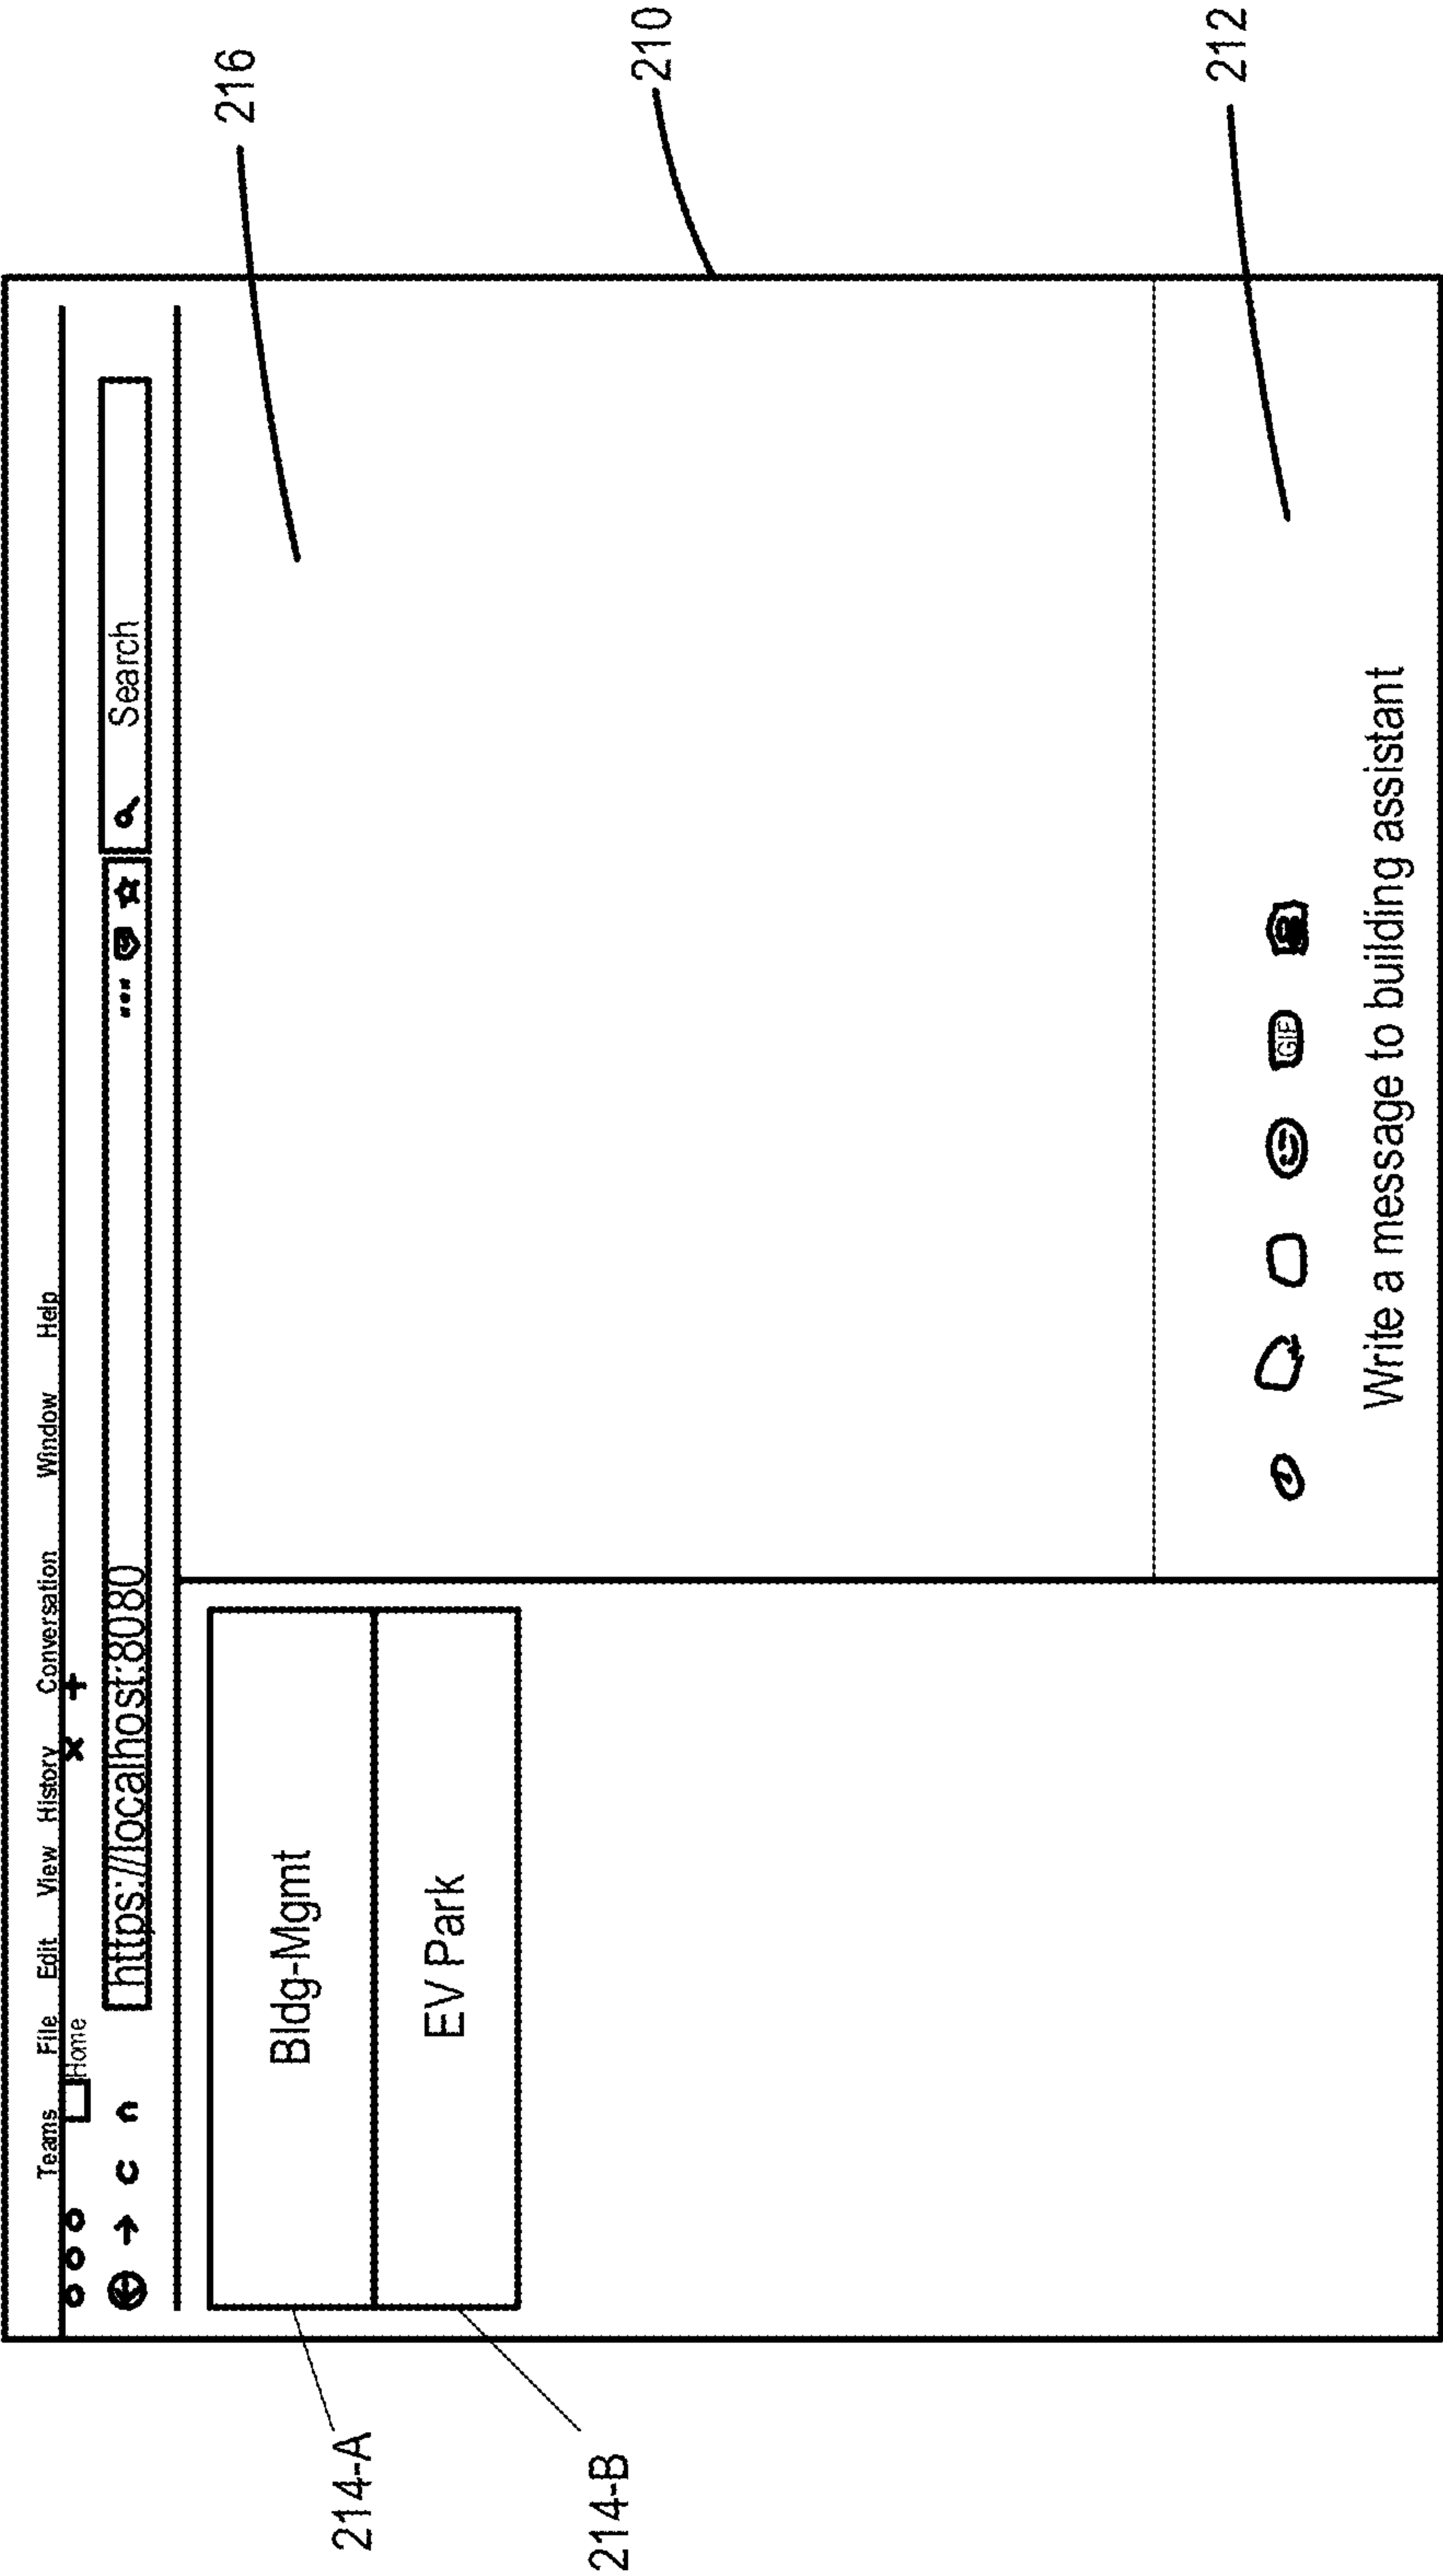 Teams File Edit View History Conversation Window Help
Home x +
https://localhost:8080 ... Search
216
Bldg-Mgmt
214-A
EV Park
214-B
210
GIF
212
Write a message to building assistant